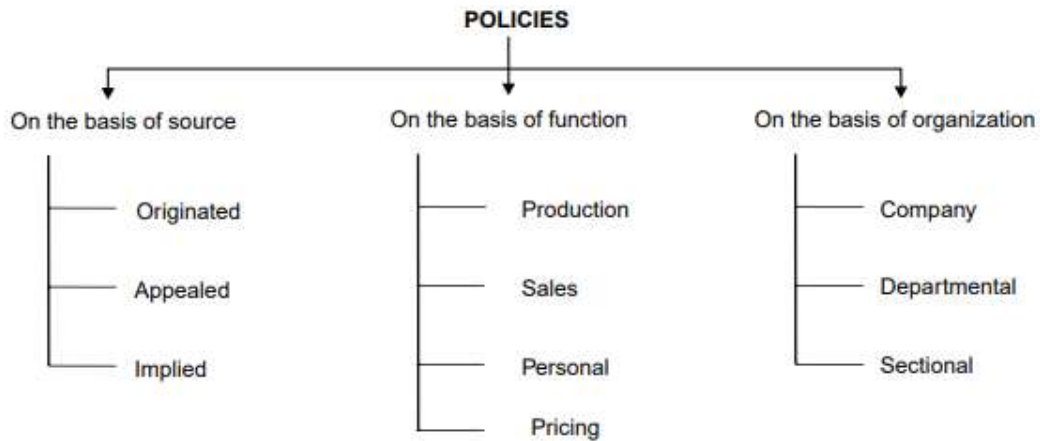 POLICIES
On the basis of source
Originated
Appealed
Implied
On the basis of function
Production
Sales
Personal
Pricing
On the basis of organization
Company
Departmental
Sectional